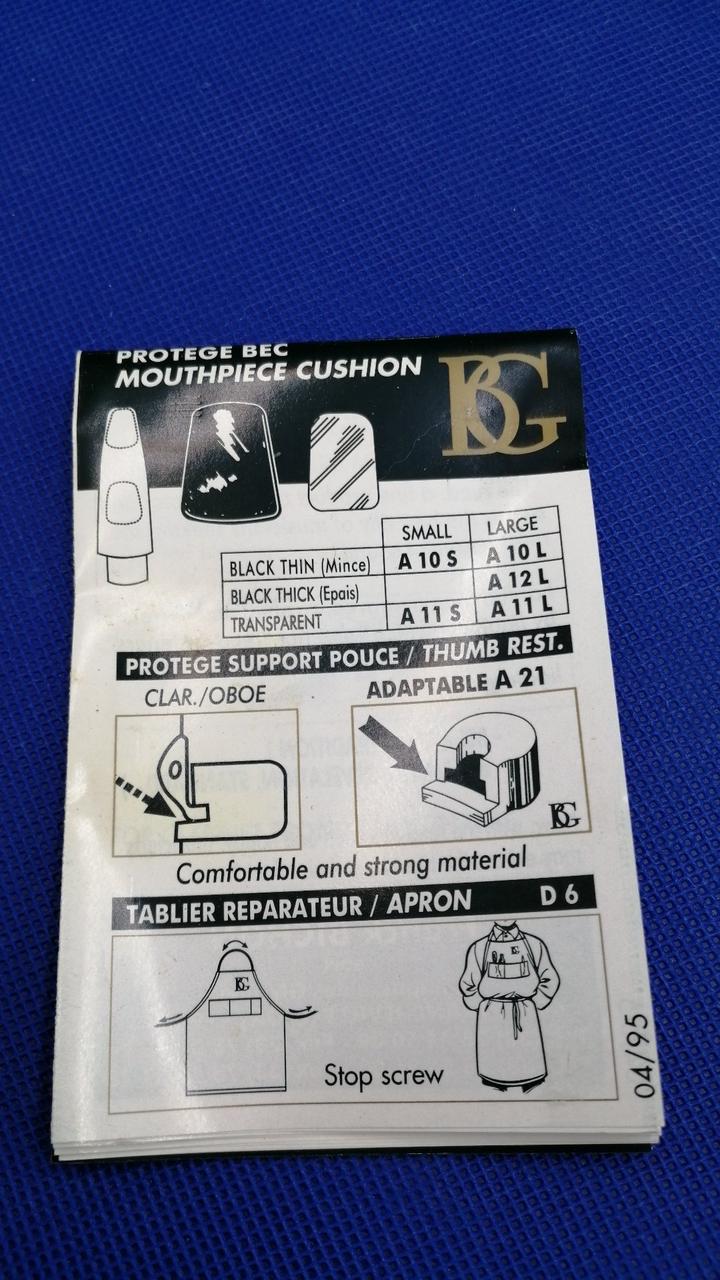 PROTEGE BEC
MOUTHPIECE CUSHION
BG
SMALL LARGE
BLACK THIN (Mince) A 10 S A 10 L
BLACK THICK (Epais) A 12 L
TRANSPARENT A 11 S A 11 L
PROTEGE SUPPORT POUCE / THUMB REST.
CLAR./OBOE
ADAPTABLE A 21
BG
Comfortable and strong material
TABLIER REPARATEUR / APRON D 6
BG
BG
Stop screw
04/95